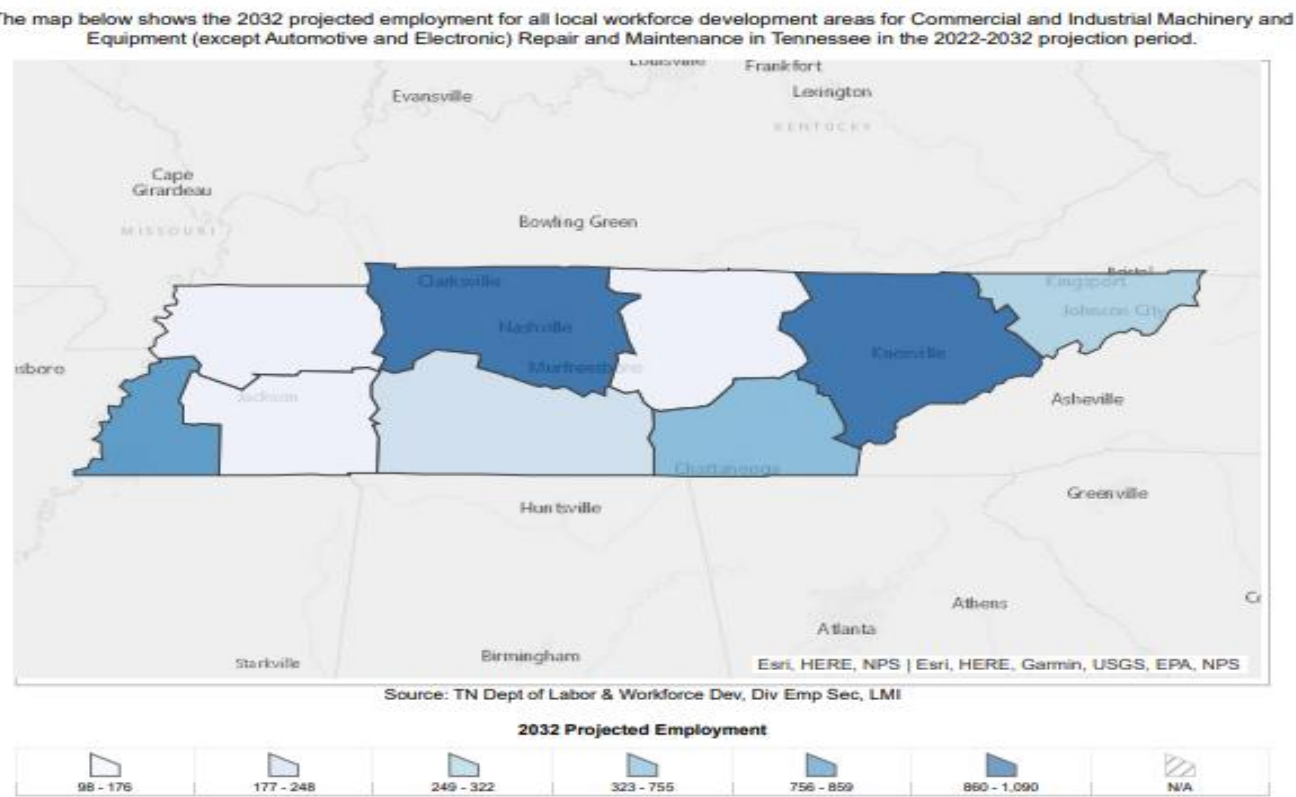 he map below shows the 2032 projected employment for all local workforce development areas for Commercial and Industrial Machinery and
Equipment (except Automotive and Electronic) Repair and Maintenance in Tennessee in the 2022-2032 projection period.
Louisville
Frankfort
Evansville
Lexington
KENTUCKY
Cape
Girardeau
MISSOURI
Bowling Green
Bristol
Clarksville
Kingsport
Johnson City
Nashville
Knoxville
Murfreesboro
sboro
Jackson
Asheville
Chattanooga
Greenville
Huntsville
Athens
Atlanta
Birmingham
Starkville
Esri, HERE, NPS | Esri, HERE, Garmin, USGS, EPA, NPS
Source: TN Dept of Labor & Workforce Dev, Div Emp Sec, LMI
2032 Projected Employment
98 - 176 177 - 248 249 - 322 323 - 755 756 - 859 860 - 1,090 N/A